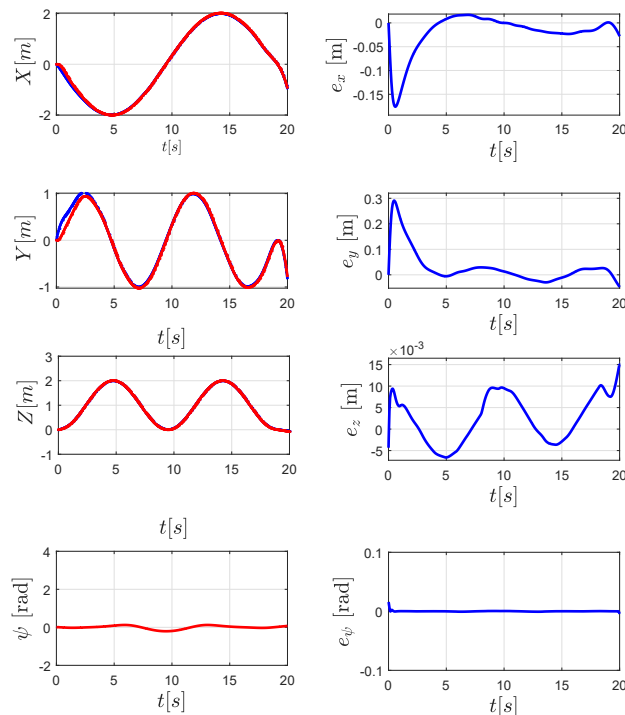 2
0
-2
X[m]
0 5 10 15 20
t[s]
0
-0.05
-0.1
-0.15
e_x [m]
0 5 10 15 20
t[s]
1
0
-1
Y[m]
0 5 10 15 20
t[s]
0.3
0.2
0.1
0
e_y [m]
0 5 10 15 20
t[s]
3
2
1
0
-1
Z[m]
0 5 10 15 20
t[s]
×10^-3
15
10
5
0
-5
e_z [m]
0 5 10 15 20
t[s]
4
2
0
-2
ψ [rad]
0 5 10 15 20
t[s]
0.1
0
-0.1
e_ψ [rad]
0 5 10 15 20
t[s]